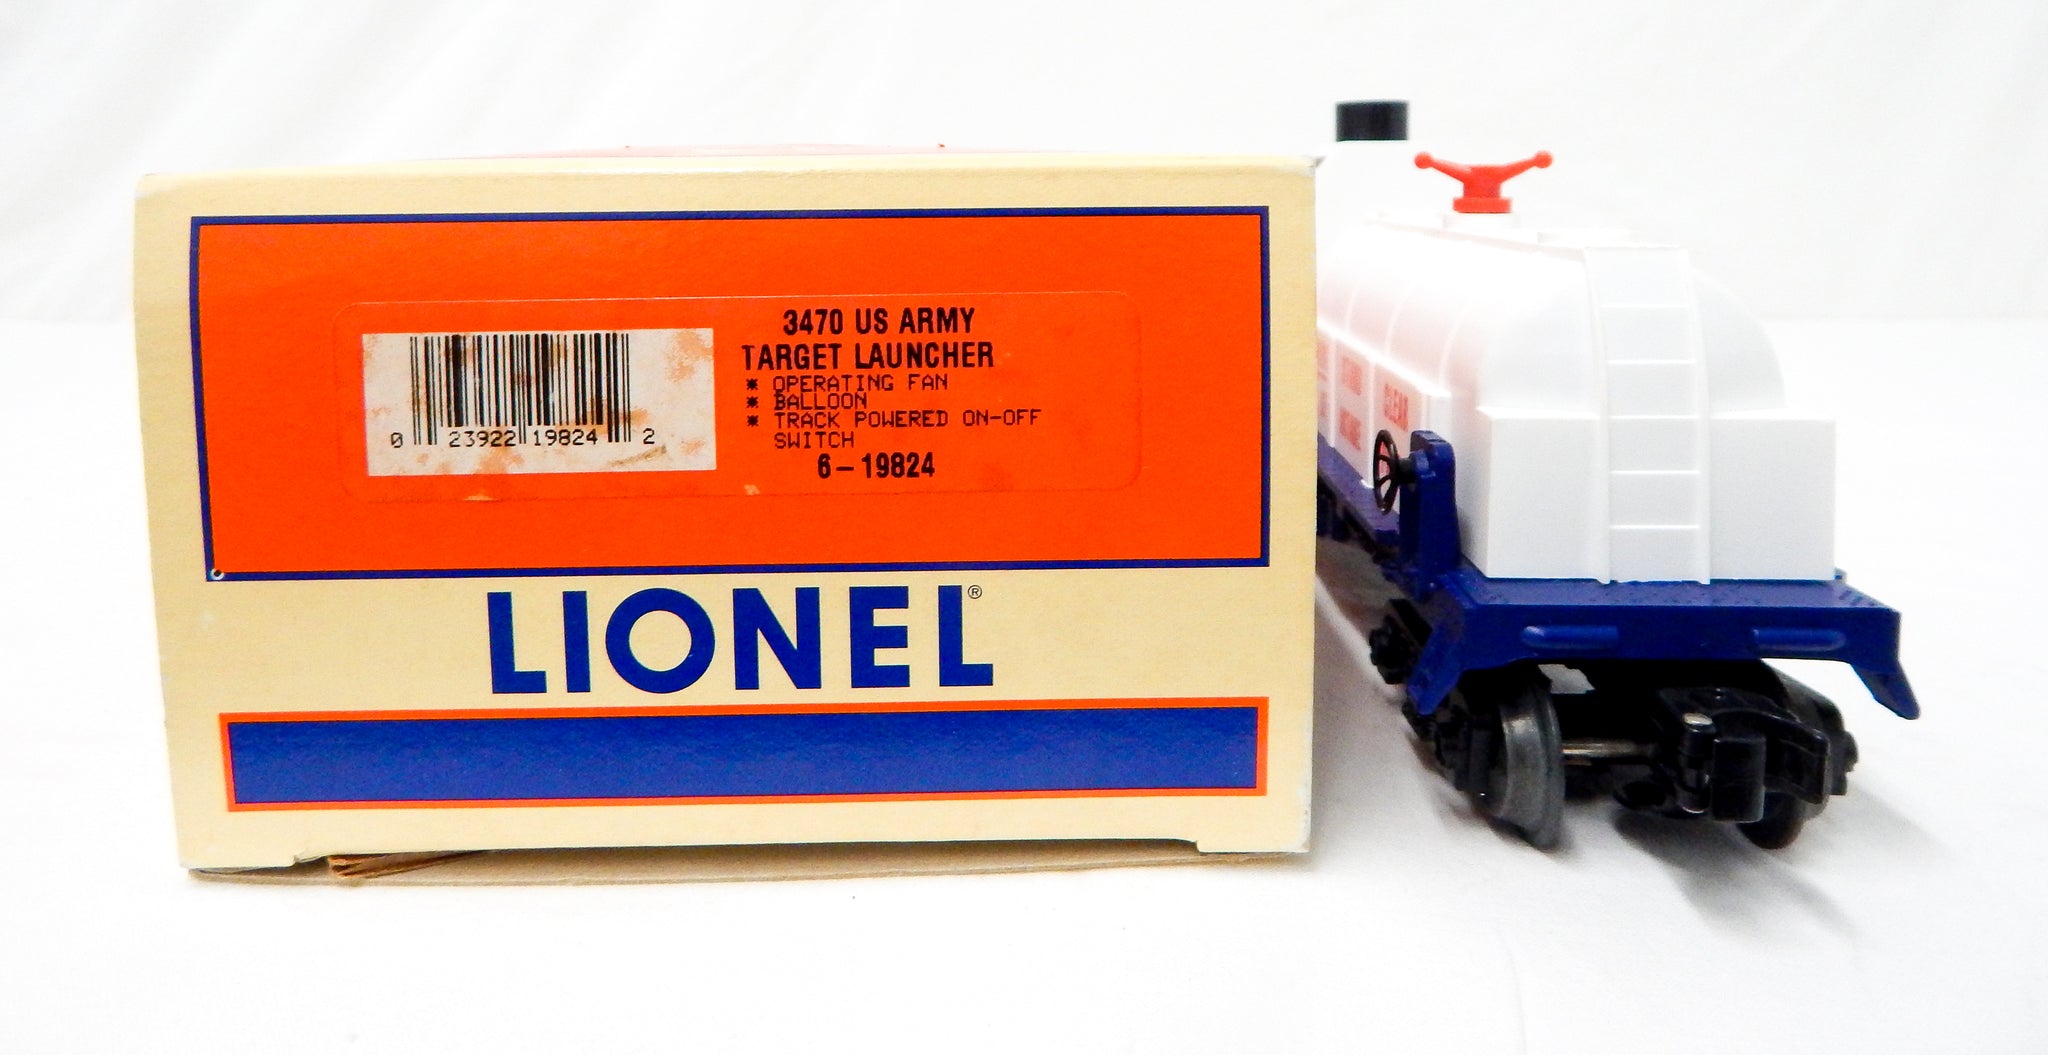 3470 US ARMY
TARGET LAUNCHER
* OPERATING FAN
* BALLOON
* TRACK POWERED ON-OFF
SWITCH
6-19824
0 23922 19824 2
LIONEL®
CLEAR